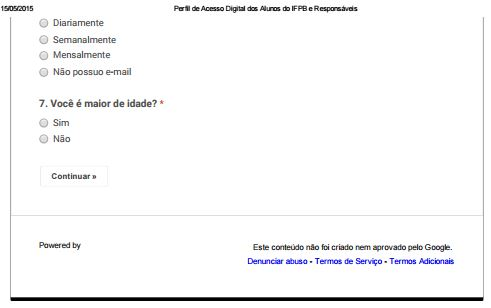 15/05/2015 Perfil de Acesso Digital dos Alunos do IFPB e Responsáveis
Diariamente
Semanalmente
Mensalmente
Não possuo e-mail
7. Você é maior de idade? *
Sim
Não
Continuar »
Powered by
Este conteúdo não foi criado nem aprovado pelo Google.
Denunciar abuso - Termos de Serviço - Termos Adicionais